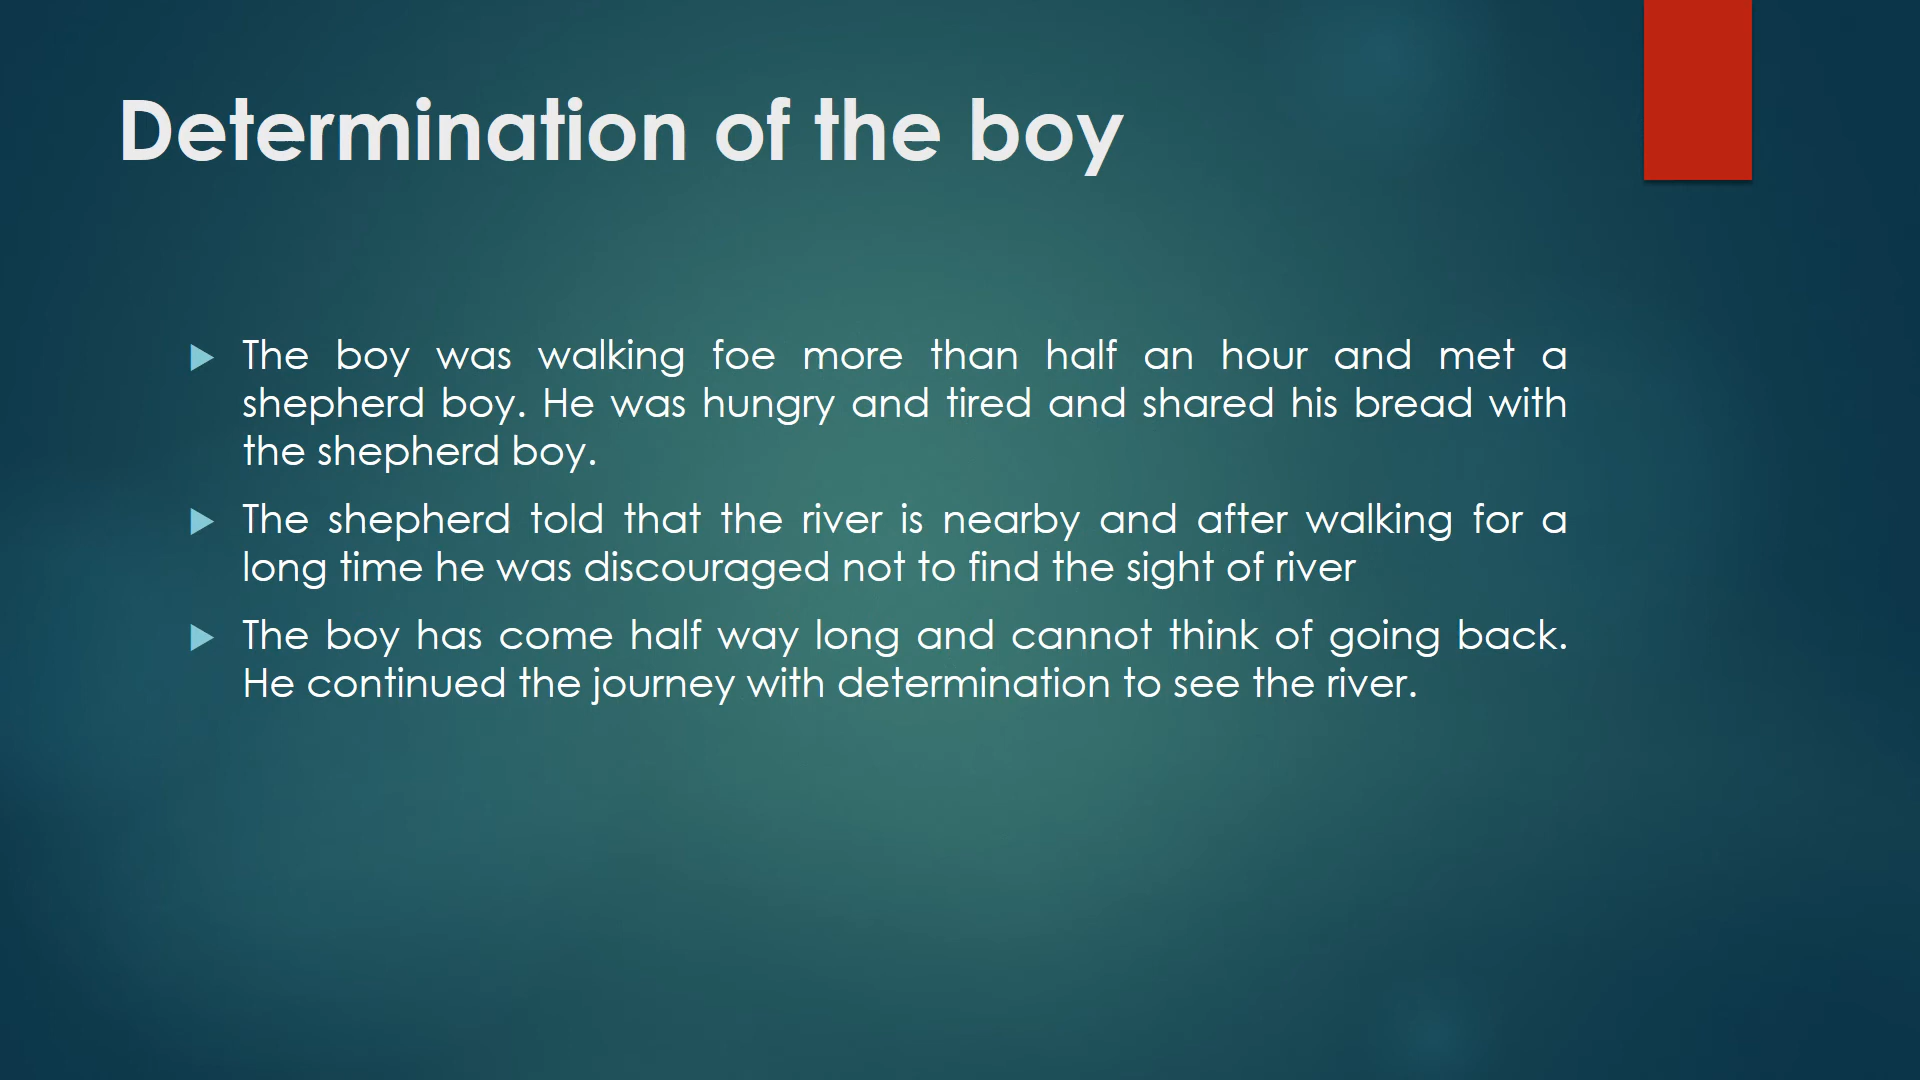 Determination of the boy
The boy was walking foe more than half an hour and met a
shepherd boy. He was hungry and tired and shared his bread with
the shepherd boy.
The shepherd told that the river is nearby and after walking for a
long time he was discouraged not to find the sight of river
The boy has come half way long and cannot think of going back.
He continued the journey with determination to see the river.